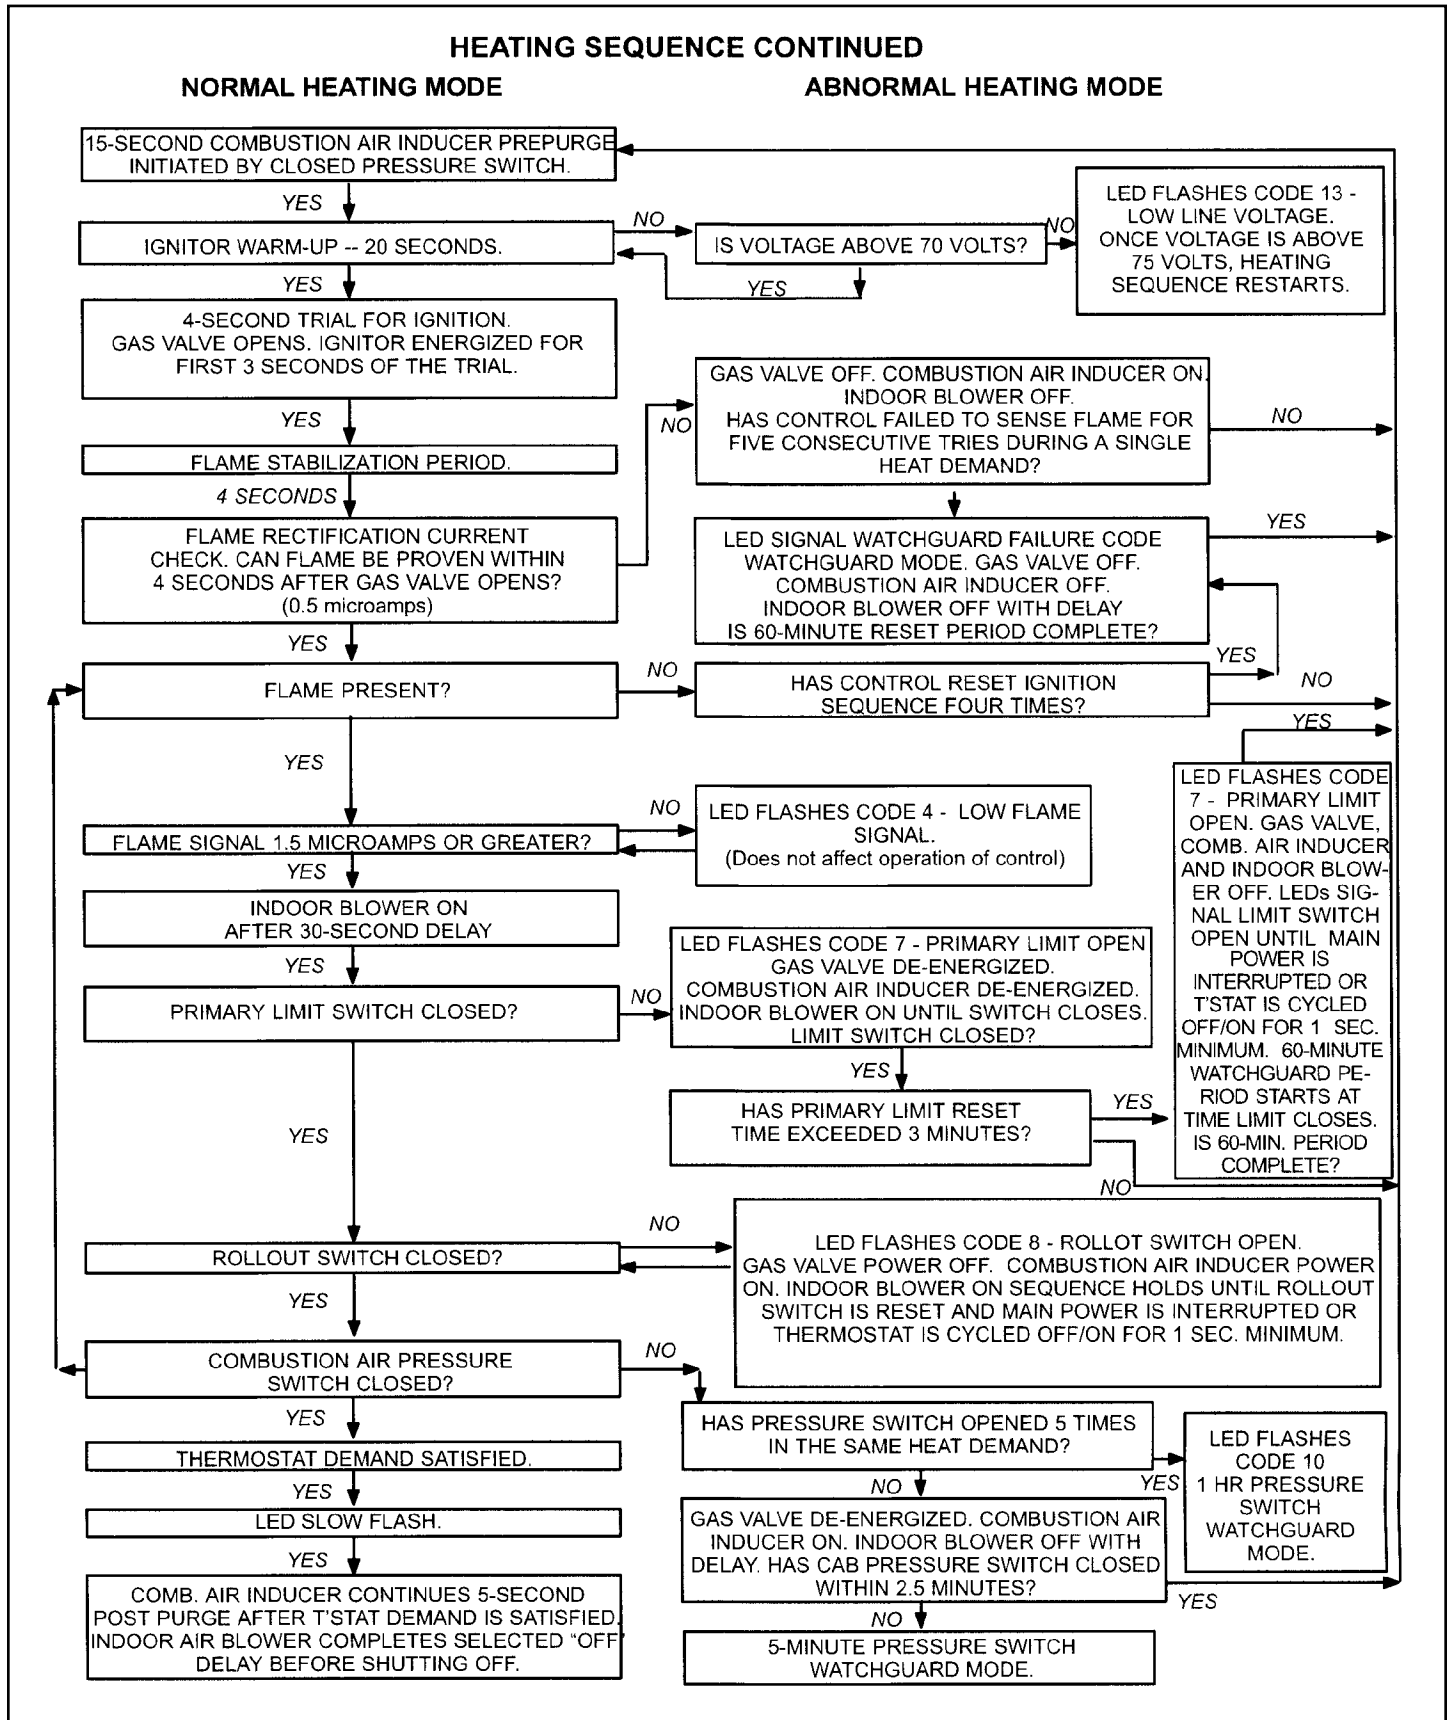 HEATING SEQUENCE CONTINUED
NORMAL HEATING MODE
ABNORMAL HEATING MODE
15-SECOND COMBUSTION AIR INDUCER PREPURGE
INITIATED BY CLOSED PRESSURE SWITCH.
YES
IGNITOR WARM-UP -- 20 SECONDS.
NO
IS VOLTAGE ABOVE 70 VOLTS?
NO
YES
LED FLASHES CODE 13 -
LOW LINE VOLTAGE.
ONCE VOLTAGE IS ABOVE
75 VOLTS, HEATING
SEQUENCE RESTARTS.
YES
4-SECOND TRIAL FOR IGNITION.
GAS VALVE OPENS. IGNITOR ENERGIZED FOR
FIRST 3 SECONDS OF THE TRIAL.
YES
FLAME STABILIZATION PERIOD.
4 SECONDS
FLAME RECTIFICATION CURRENT
CHECK. CAN FLAME BE PROVEN WITHIN
4 SECONDS AFTER GAS VALVE OPENS?
(0.5 microamps)
NO
GAS VALVE OFF. COMBUSTION AIR INDUCER ON.
INDOOR BLOWER OFF.
HAS CONTROL FAILED TO SENSE FLAME FOR
FIVE CONSECUTIVE TRIES DURING A SINGLE
HEAT DEMAND?
NO
LED SIGNAL WATCHGUARD FAILURE CODE
WATCHGUARD MODE. GAS VALVE OFF.
COMBUSTION AIR INDUCER OFF.
INDOOR BLOWER OFF WITH DELAY
IS 60-MINUTE RESET PERIOD COMPLETE?
YES
YES
FLAME PRESENT?
NO
HAS CONTROL RESET IGNITION
SEQUENCE FOUR TIMES?
YES
NO
YES
YES
FLAME SIGNAL 1.5 MICROAMPS OR GREATER?
NO
LED FLASHES CODE 4 - LOW FLAME
SIGNAL.
(Does not affect operation of control)
LED FLASHES CODE
7 - PRIMARY LIMIT
OPEN. GAS VALVE,
COMB. AIR INDUCER
AND INDOOR BLOW-
ER OFF. LEDs SIG-
NAL LIMIT SWITCH
OPEN UNTIL MAIN
POWER IS
INTERRUPTED OR
T'STAT IS CYCLED
OFF/ON FOR 1 SEC.
MINIMUM. 60-MINUTE
WATCHGUARD PE-
RIOD STARTS AT
TIME LIMIT CLOSES.
IS 60-MIN. PERIOD
COMPLETE?
YES
INDOOR BLOWER ON
AFTER 30-SECOND DELAY
YES
PRIMARY LIMIT SWITCH CLOSED?
NO
LED FLASHES CODE 7 - PRIMARY LIMIT OPEN
GAS VALVE DE-ENERGIZED.
COMBUSTION AIR INDUCER DE-ENERGIZED.
INDOOR BLOWER ON UNTIL SWITCH CLOSES.
LIMIT SWITCH CLOSED?
YES
HAS PRIMARY LIMIT RESET
TIME EXCEEDED 3 MINUTES?
YES
NO
YES
ROLLOUT SWITCH CLOSED?
NO
LED FLASHES CODE 8 - ROLLOT SWITCH OPEN.
GAS VALVE POWER OFF. COMBUSTION AIR INDUCER POWER
ON. INDOOR BLOWER ON SEQUENCE HOLDS UNTIL ROLLOUT
SWITCH IS RESET AND MAIN POWER IS INTERRUPTED OR
THERMOSTAT IS CYCLED OFF/ON FOR 1 SEC. MINIMUM.
YES
COMBUSTION AIR PRESSURE
SWITCH CLOSED?
NO
HAS PRESSURE SWITCH OPENED 5 TIMES
IN THE SAME HEAT DEMAND?
YES
LED FLASHES
CODE 10
1 HR PRESSURE
SWITCH
WATCHGUARD
MODE.
NO
GAS VALVE DE-ENERGIZED. COMBUSTION AIR
INDUCER ON. INDOOR BLOWER OFF WITH
DELAY. HAS CAB PRESSURE SWITCH CLOSED
WITHIN 2.5 MINUTES?
YES
NO
5-MINUTE PRESSURE SWITCH
WATCHGUARD MODE.
YES
THERMOSTAT DEMAND SATISFIED.
YES
LED SLOW FLASH.
YES
COMB. AIR INDUCER CONTINUES 5-SECOND
POST PURGE AFTER T'STAT DEMAND IS SATISFIED.
INDOOR AIR BLOWER COMPLETES SELECTED "OFF"
DELAY BEFORE SHUTTING OFF.